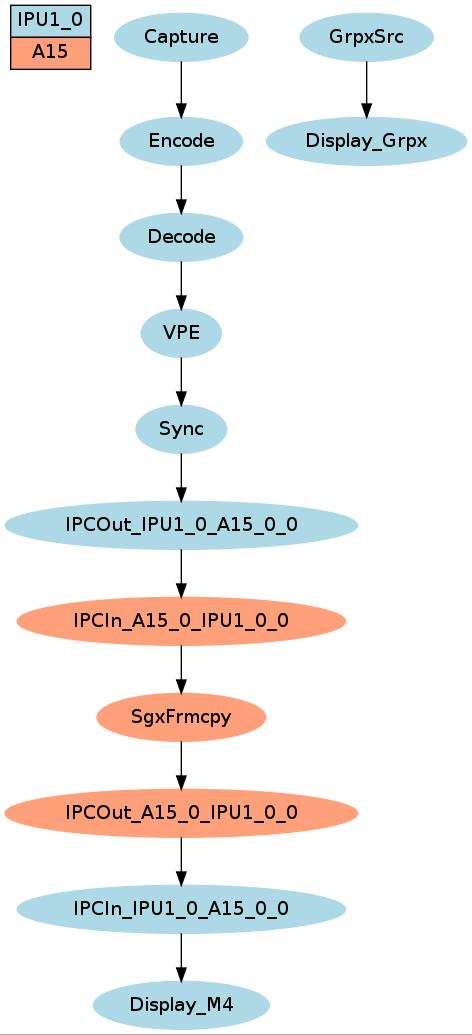 IPU1_0
A15
Capture
GrpxSrc
Encode
Display_Grpx
Decode
VPE
Sync
IPCOut_IPU1_0_A15_0_0
IPCIn_A15_0_IPU1_0_0
SgxFrmcpy
IPCOut_A15_0_IPU1_0_0
IPCIn_IPU1_0_A15_0_0
Display_M4